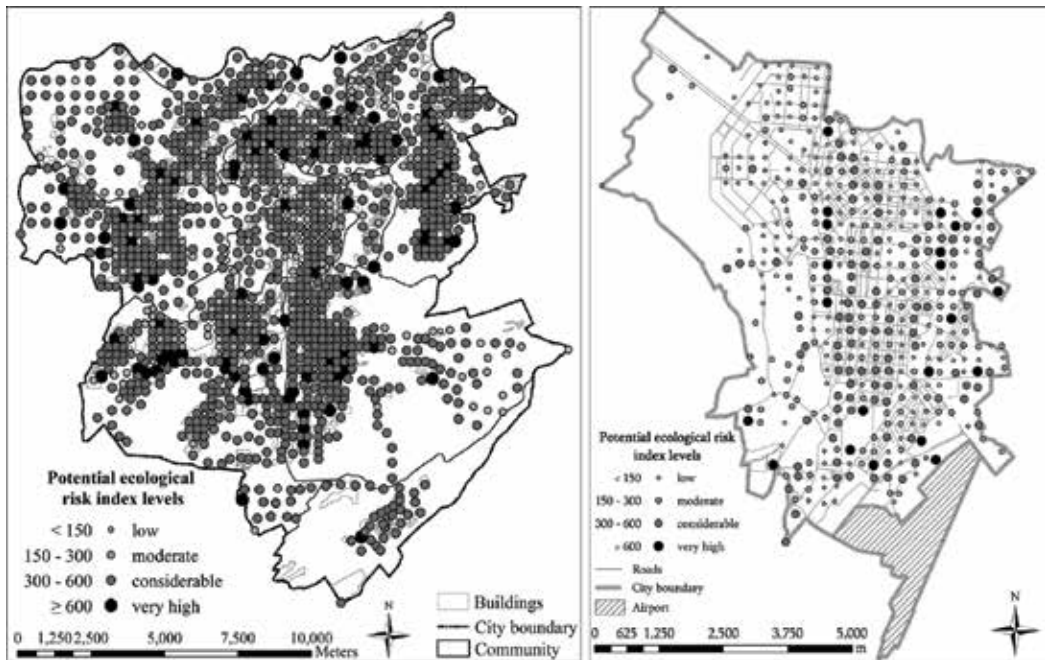 Potential ecological
risk index levels
< 150 low
150 - 300 moderate
300 - 600 considerable
≥ 600 very high
N
Buildings
City boundary
Community
0 1,250 2,500 5,000 7,500 10,000
Meters
Potential ecological risk
index levels
< 150 low
150 - 300 moderate
300 - 600 considerable
≥ 600 very high
Roads
City boundary
Airport
N
0 625 1,250 2,500 3,750 5,000
m